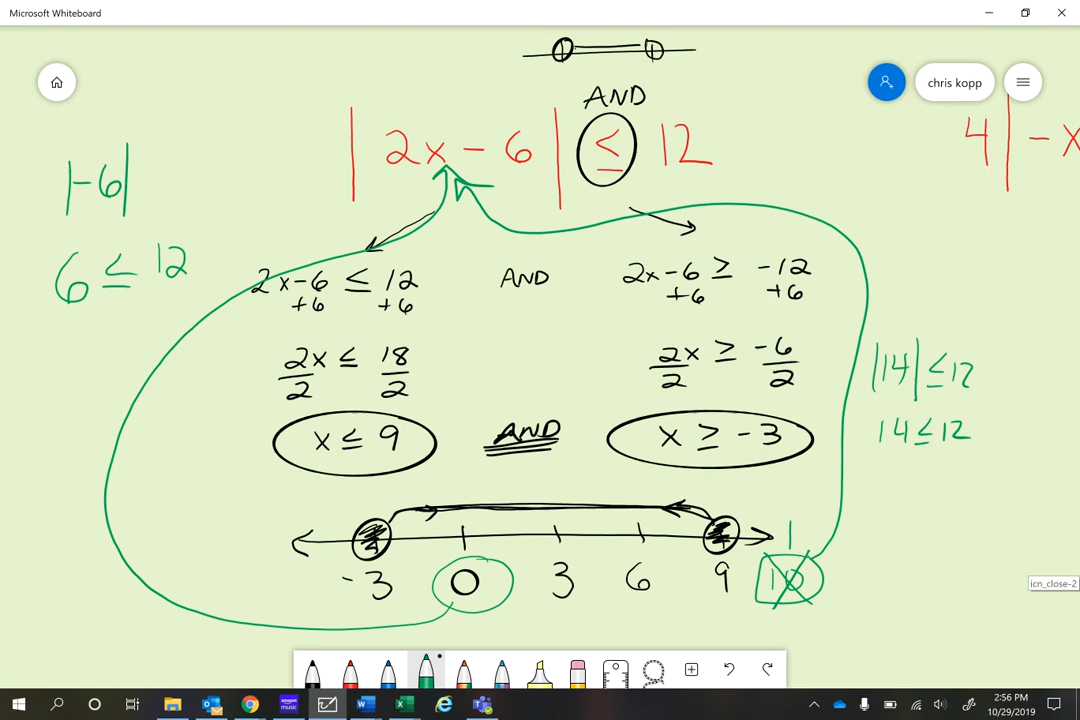 Microsoft Whiteboard
chris kopp
AND
|2x - 6| ≤ 12
4|-x
|-6|
6 ≤ 12
2x-6 ≤ 12 AND 2x-6 ≥ -12
+6 +6 +6 +6
2x ≤ 18 2x ≥ -6
2 2 2 2
|14| ≤ 12
14 ≤ 12
x ≤ 9 AND x ≥ -3
-3 0 3 6 9 10
icn_close-2
amazon music
2:56 PM
10/29/2019